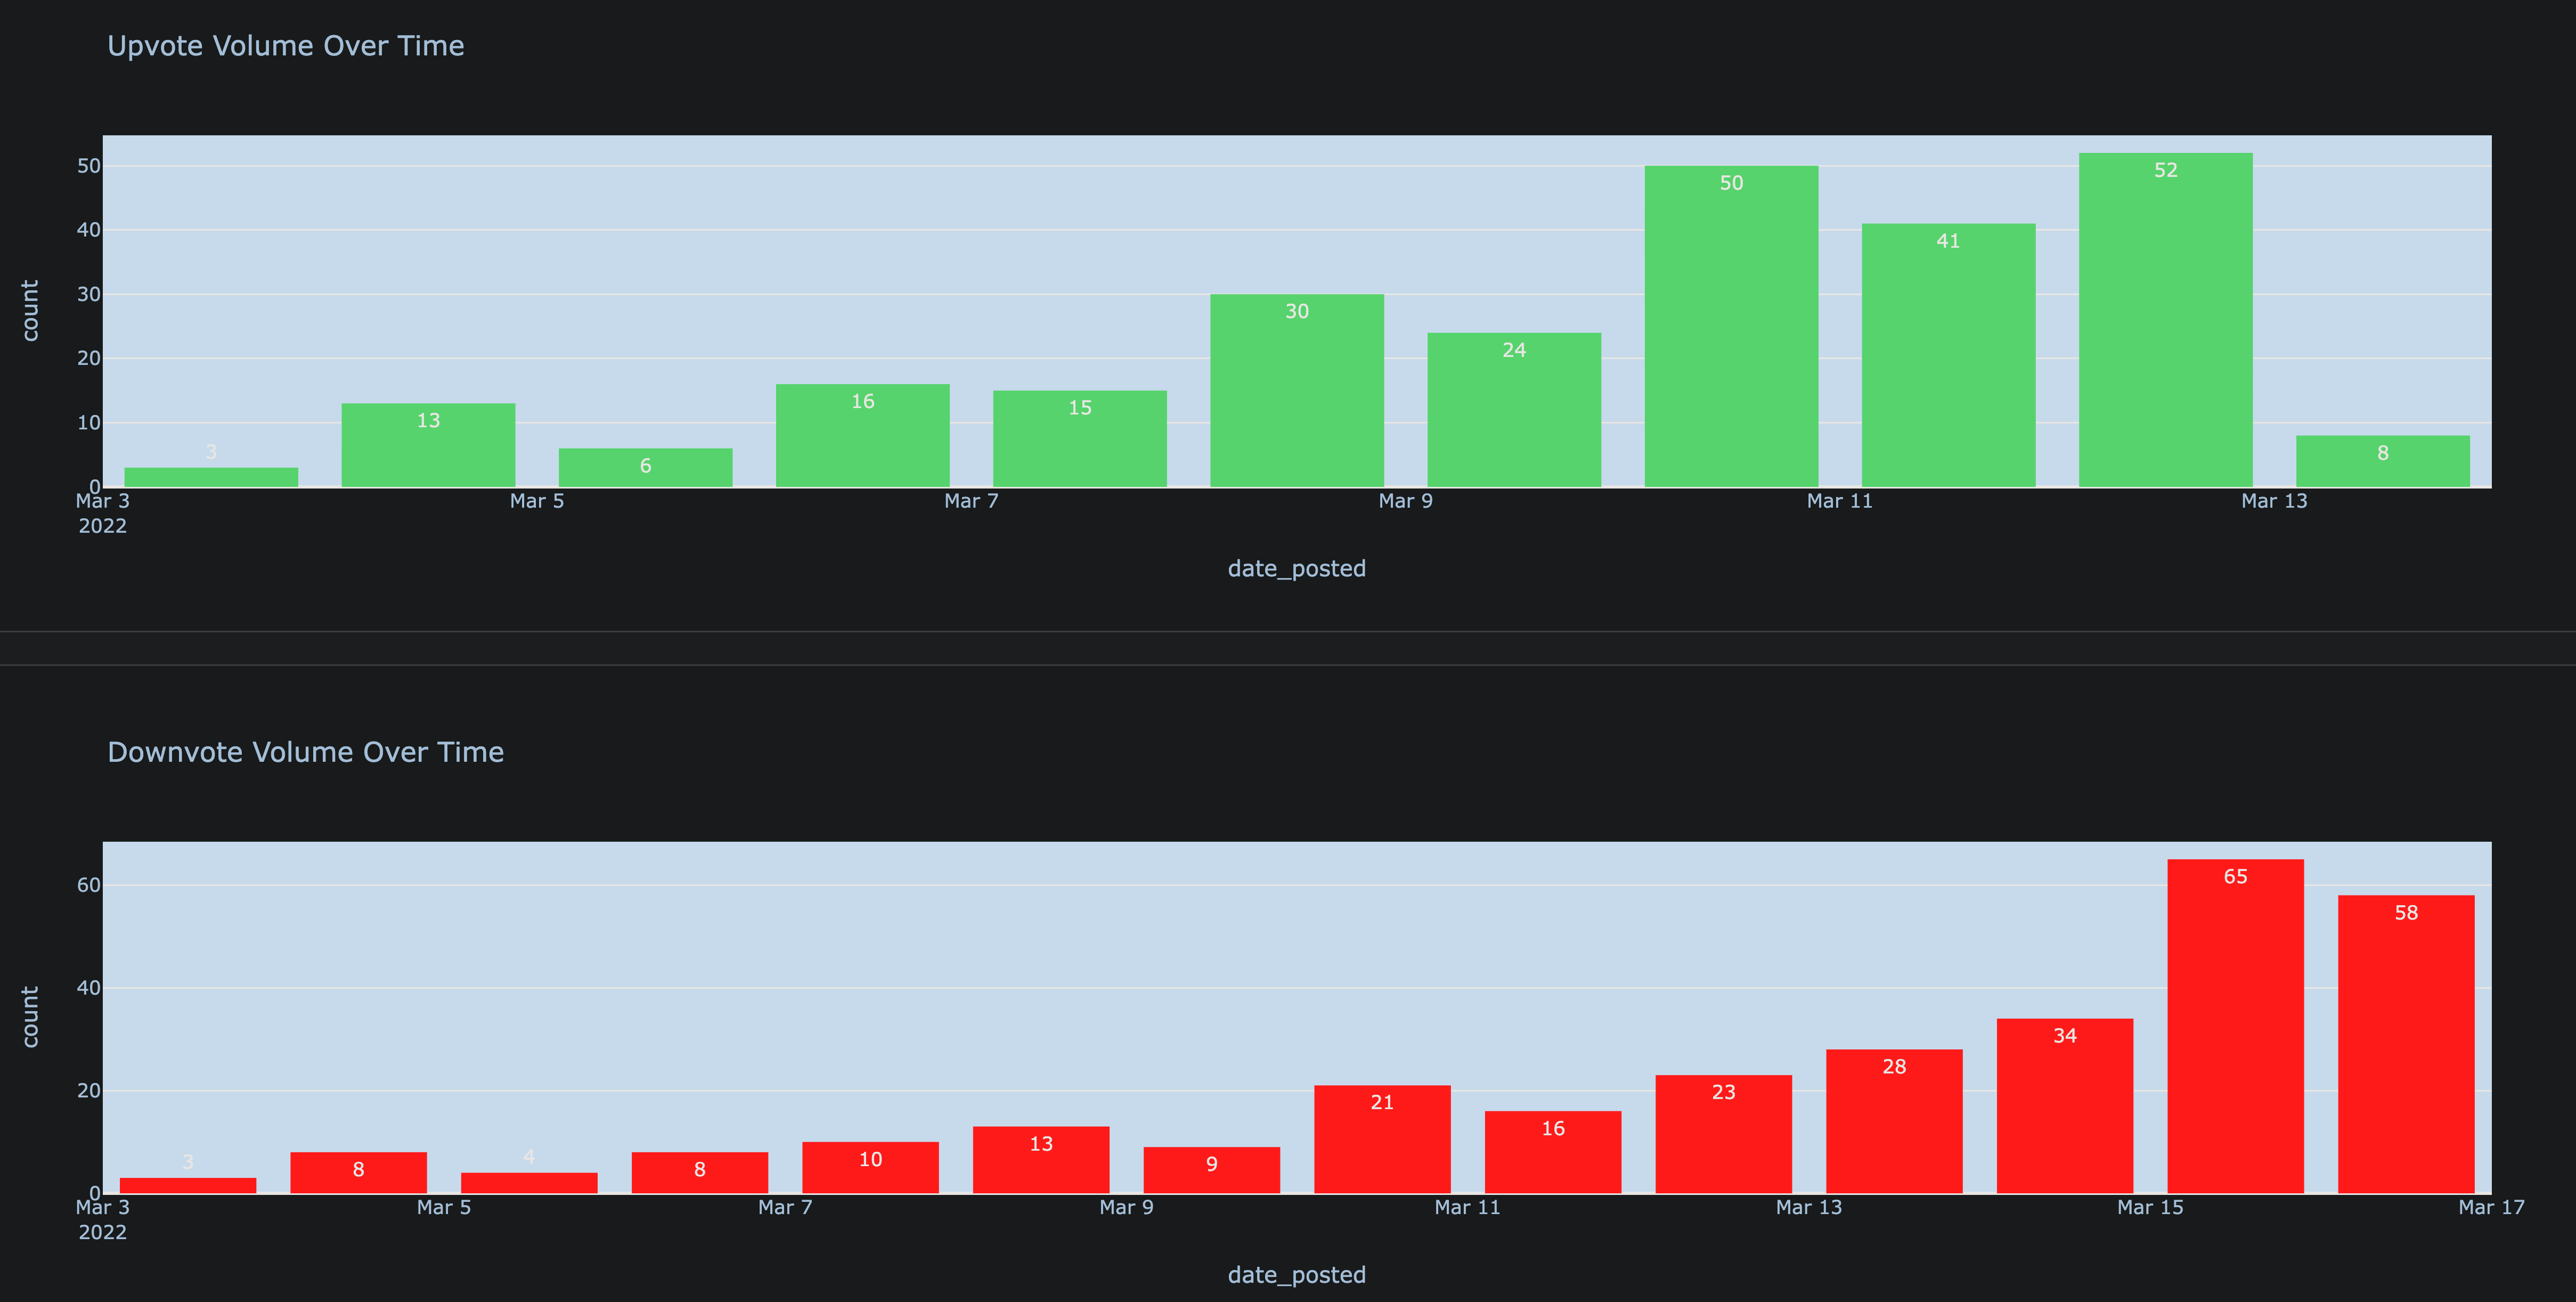 Upvote Volume Over Time
50
40
30
20
10
0
count
3
13
6
16
15
30
24
50
41
52
8
Mar 3
2022
Mar 5
Mar 7
Mar 9
Mar 11
Mar 13
date_posted
Downvote Volume Over Time
60
40
20
0
count
3
8
4
8
10
13
9
21
16
23
28
34
65
58
Mar 3
2022
Mar 5
Mar 7
Mar 9
Mar 11
Mar 13
Mar 15
Mar 17
date_posted